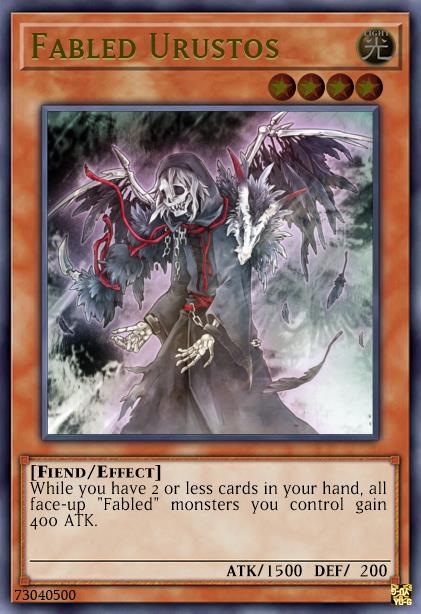 Fabled Urustos
LIGHT
光
[Fiend/Effect]
While you have 2 or less cards in your hand, all
face-up "Fabled" monsters you control gain
400 ATK.
ATK/1500 DEF/ 200
73040500